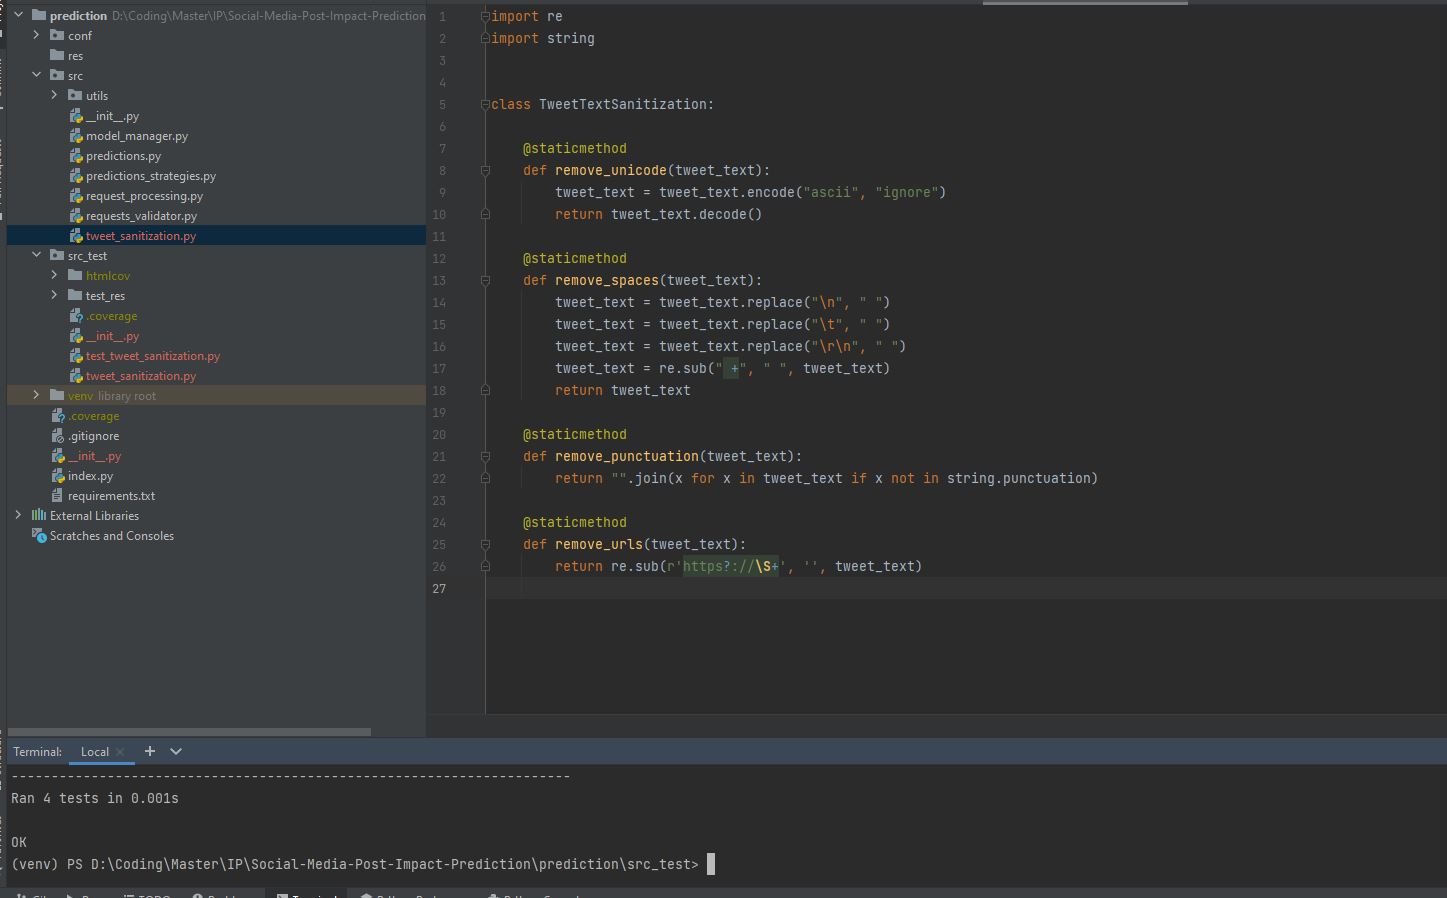 prediction D:\Coding\Master\IP\Social-Media-Post-Impact-Prediction
conf
res
src
utils
__init__.py
model_manager.py
predictions.py
predictions_strategies.py
request_processing.py
requests_validator.py
tweet_sanitization.py
src_test
htmlcov
test_res
.coverage
__init__.py
test_tweet_sanitization.py
tweet_sanitization.py
venv library root
.coverage
.gitignore
__init__.py
index.py
requirements.txt
External Libraries
Scratches and Consoles
1 import re
2 import string
3
4
5 class TweetTextSanitization:
6
7 @staticmethod
8 def remove_unicode(tweet_text):
9 tweet_text = tweet_text.encode("ascii", "ignore")
10 return tweet_text.decode()
11
12 @staticmethod
13 def remove_spaces(tweet_text):
14 tweet_text = tweet_text.replace("\n", " ")
15 tweet_text = tweet_text.replace("\t", " ")
16 tweet_text = tweet_text.replace("\r\n", " ")
17 tweet_text = re.sub(" +", " ", tweet_text)
18 return tweet_text
19
20 @staticmethod
21 def remove_punctuation(tweet_text):
22 return "".join(x for x in tweet_text if x not in string.punctuation)
23
24 @staticmethod
25 def remove_urls(tweet_text):
26 return re.sub(r'https?://\S+', '', tweet_text)
27
Terminal: Local
----------------------------------------------------------------------
Ran 4 tests in 0.001s
OK
(venv) PS D:\Coding\Master\IP\Social-Media-Post-Impact-Prediction\prediction\src_test>